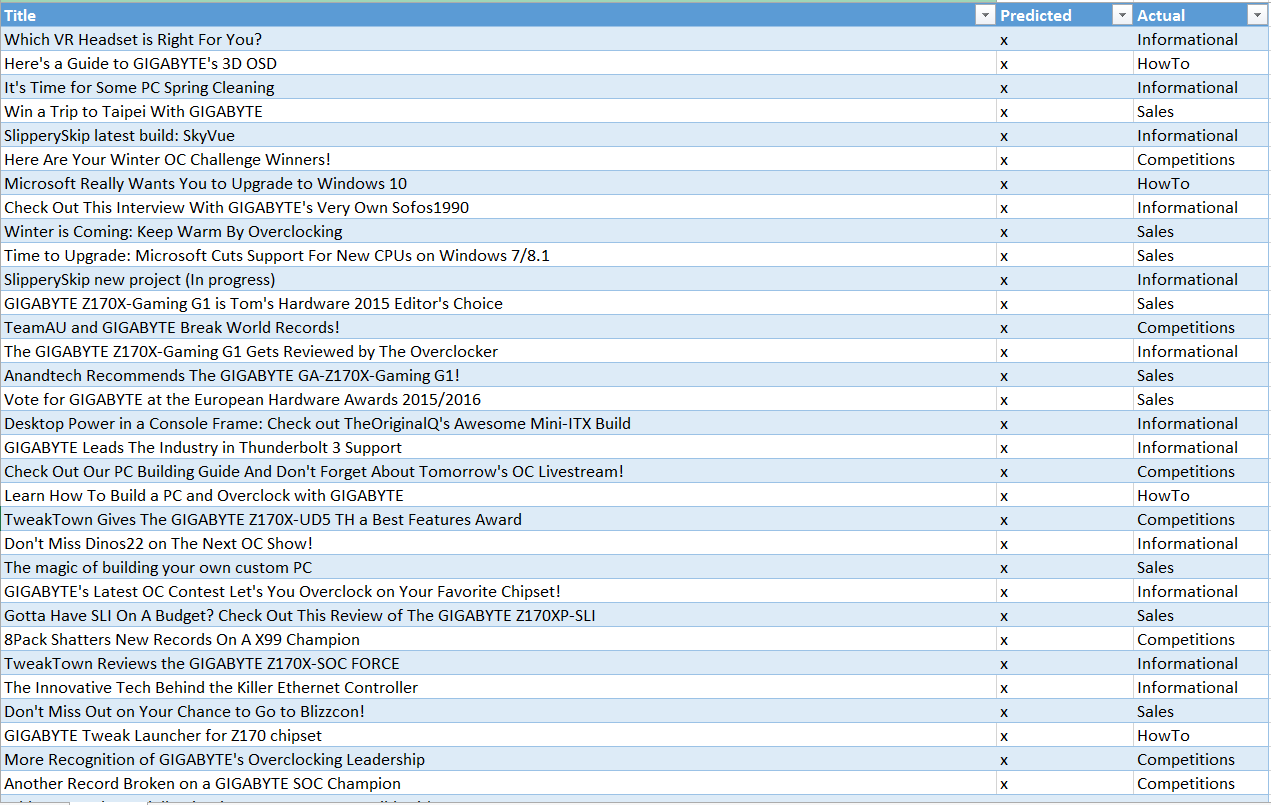 Title Predicted Actual
Which VR Headset is Right For You? x Informational
Here's a Guide to GIGABYTE's 3D OSD x HowTo
It's Time for Some PC Spring Cleaning x Informational
Win a Trip to Taipei With GIGABYTE x Sales
SlipperySkip latest build: SkyVue x Informational
Here Are Your Winter OC Challenge Winners! x Competitions
Microsoft Really Wants You to Upgrade to Windows 10 x HowTo
Check Out This Interview With GIGABYTE's Very Own Sofos1990 x Informational
Winter is Coming: Keep Warm By Overclocking x Sales
Time to Upgrade: Microsoft Cuts Support For New CPUs on Windows 7/8.1 x Sales
SlipperySkip new project (In progress) x Informational
GIGABYTE Z170X-Gaming G1 is Tom's Hardware 2015 Editor's Choice x Sales
TeamAU and GIGABYTE Break World Records! x Competitions
The GIGABYTE Z170X-Gaming G1 Gets Reviewed by The Overclocker x Informational
Anandtech Recommends The GIGABYTE GA-Z170X-Gaming G1! x Sales
Vote for GIGABYTE at the European Hardware Awards 2015/2016 x Sales
Desktop Power in a Console Frame: Check out TheOriginalQ's Awesome Mini-ITX Build x Informational
GIGABYTE Leads The Industry in Thunderbolt 3 Support x Informational
Check Out Our PC Building Guide And Don't Forget About Tomorrow's OC Livestream! x Competitions
Learn How To Build a PC and Overclock with GIGABYTE x HowTo
TweakTown Gives The GIGABYTE Z170X-UD5 TH a Best Features Award x Competitions
Don't Miss Dinos22 on The Next OC Show! x Informational
The magic of building your own custom PC x Sales
GIGABYTE's Latest OC Contest Let's You Overclock on Your Favorite Chipset! x Informational
Gotta Have SLI On A Budget? Check Out This Review of The GIGABYTE Z170XP-SLI x Sales
8Pack Shatters New Records On A X99 Champion x Competitions
TweakTown Reviews the GIGABYTE Z170X-SOC FORCE x Informational
The Innovative Tech Behind the Killer Ethernet Controller x Informational
Don't Miss Out on Your Chance to Go to Blizzcon! x Sales
GIGABYTE Tweak Launcher for Z170 chipset x HowTo
More Recognition of GIGABYTE's Overclocking Leadership x Competitions
Another Record Broken on a GIGABYTE SOC Champion x Competitions